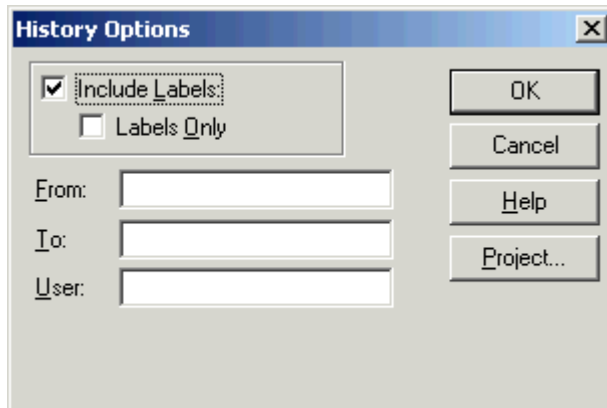 History Options
Include Labels:
Labels Only
OK
Cancel
From:
Help
To:
Project...
User: